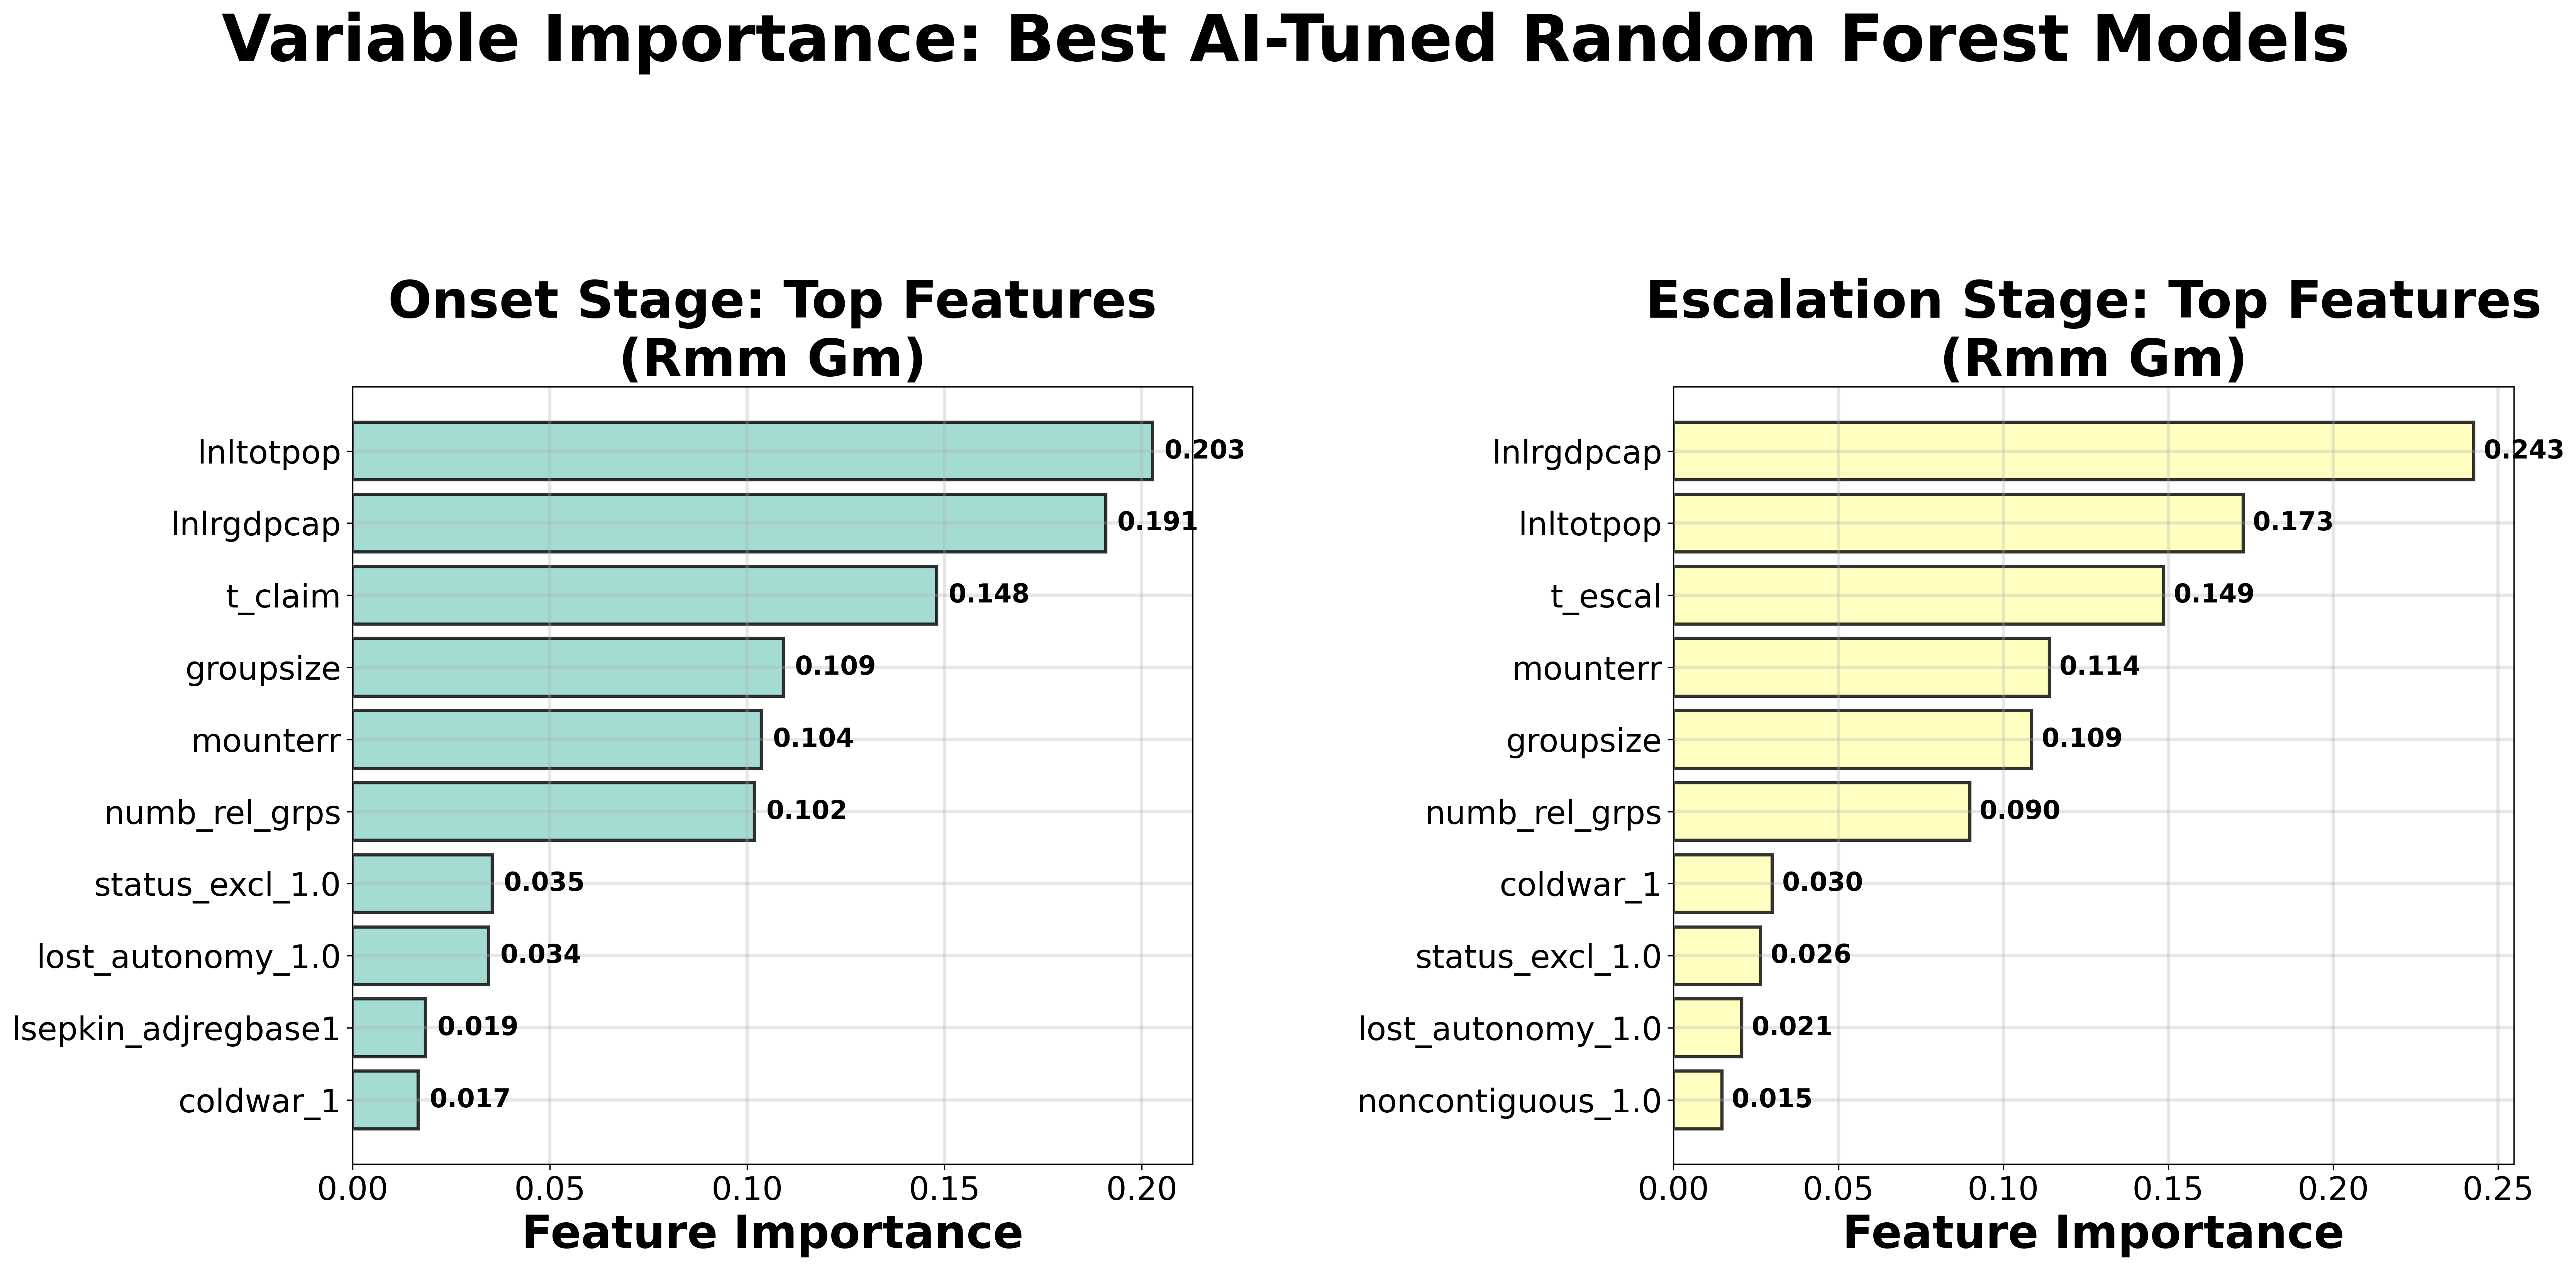 Variable Importance: Best AI-Tuned Random Forest Models
Onset Stage: Top Features
(Rmm Gm)
lnltotpop 0.203
lnlrgdpcap 0.191
t_claim 0.148
groupsize 0.109
mounterr 0.104
numb_rel_grps 0.102
status_excl_1.0 0.035
lost_autonomy_1.0 0.034
lsepkin_adjregbase1 0.019
coldwar_1 0.017
0.00 0.05 0.10 0.15 0.20
Feature Importance
Escalation Stage: Top Features
(Rmm Gm)
lnlrgdpcap 0.243
lnltotpop 0.173
t_escal 0.149
mounterr 0.114
groupsize 0.109
numb_rel_grps 0.090
coldwar_1 0.030
status_excl_1.0 0.026
lost_autonomy_1.0 0.021
noncontiguous_1.0 0.015
0.00 0.05 0.10 0.15 0.20 0.25
Feature Importance